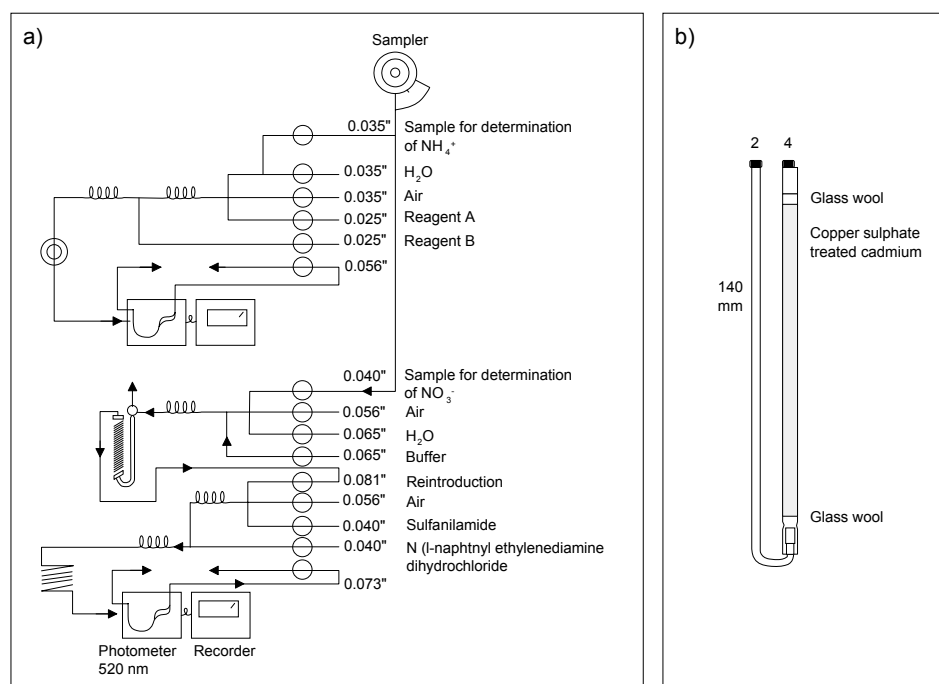 a)
Sampler
0.035" Sample for determination
of NH₄⁺
0.035" H₂O
0.035" Air
0.025" Reagent A
0.025" Reagent B
0.056"
0.040" Sample for determination
of NO₃⁻
0.056" Air
0.065" H₂O
0.065" Buffer
0.081" Reintroduction
0.056" Air
0.040" Sulfanilamide
0.040" N (l-naphtnyl ethylenediamine
dihydrochloride
0.073"
Photometer Recorder
520 nm
b)
2 4
Glass wool
Copper sulphate
treated cadmium
140
mm
Glass wool